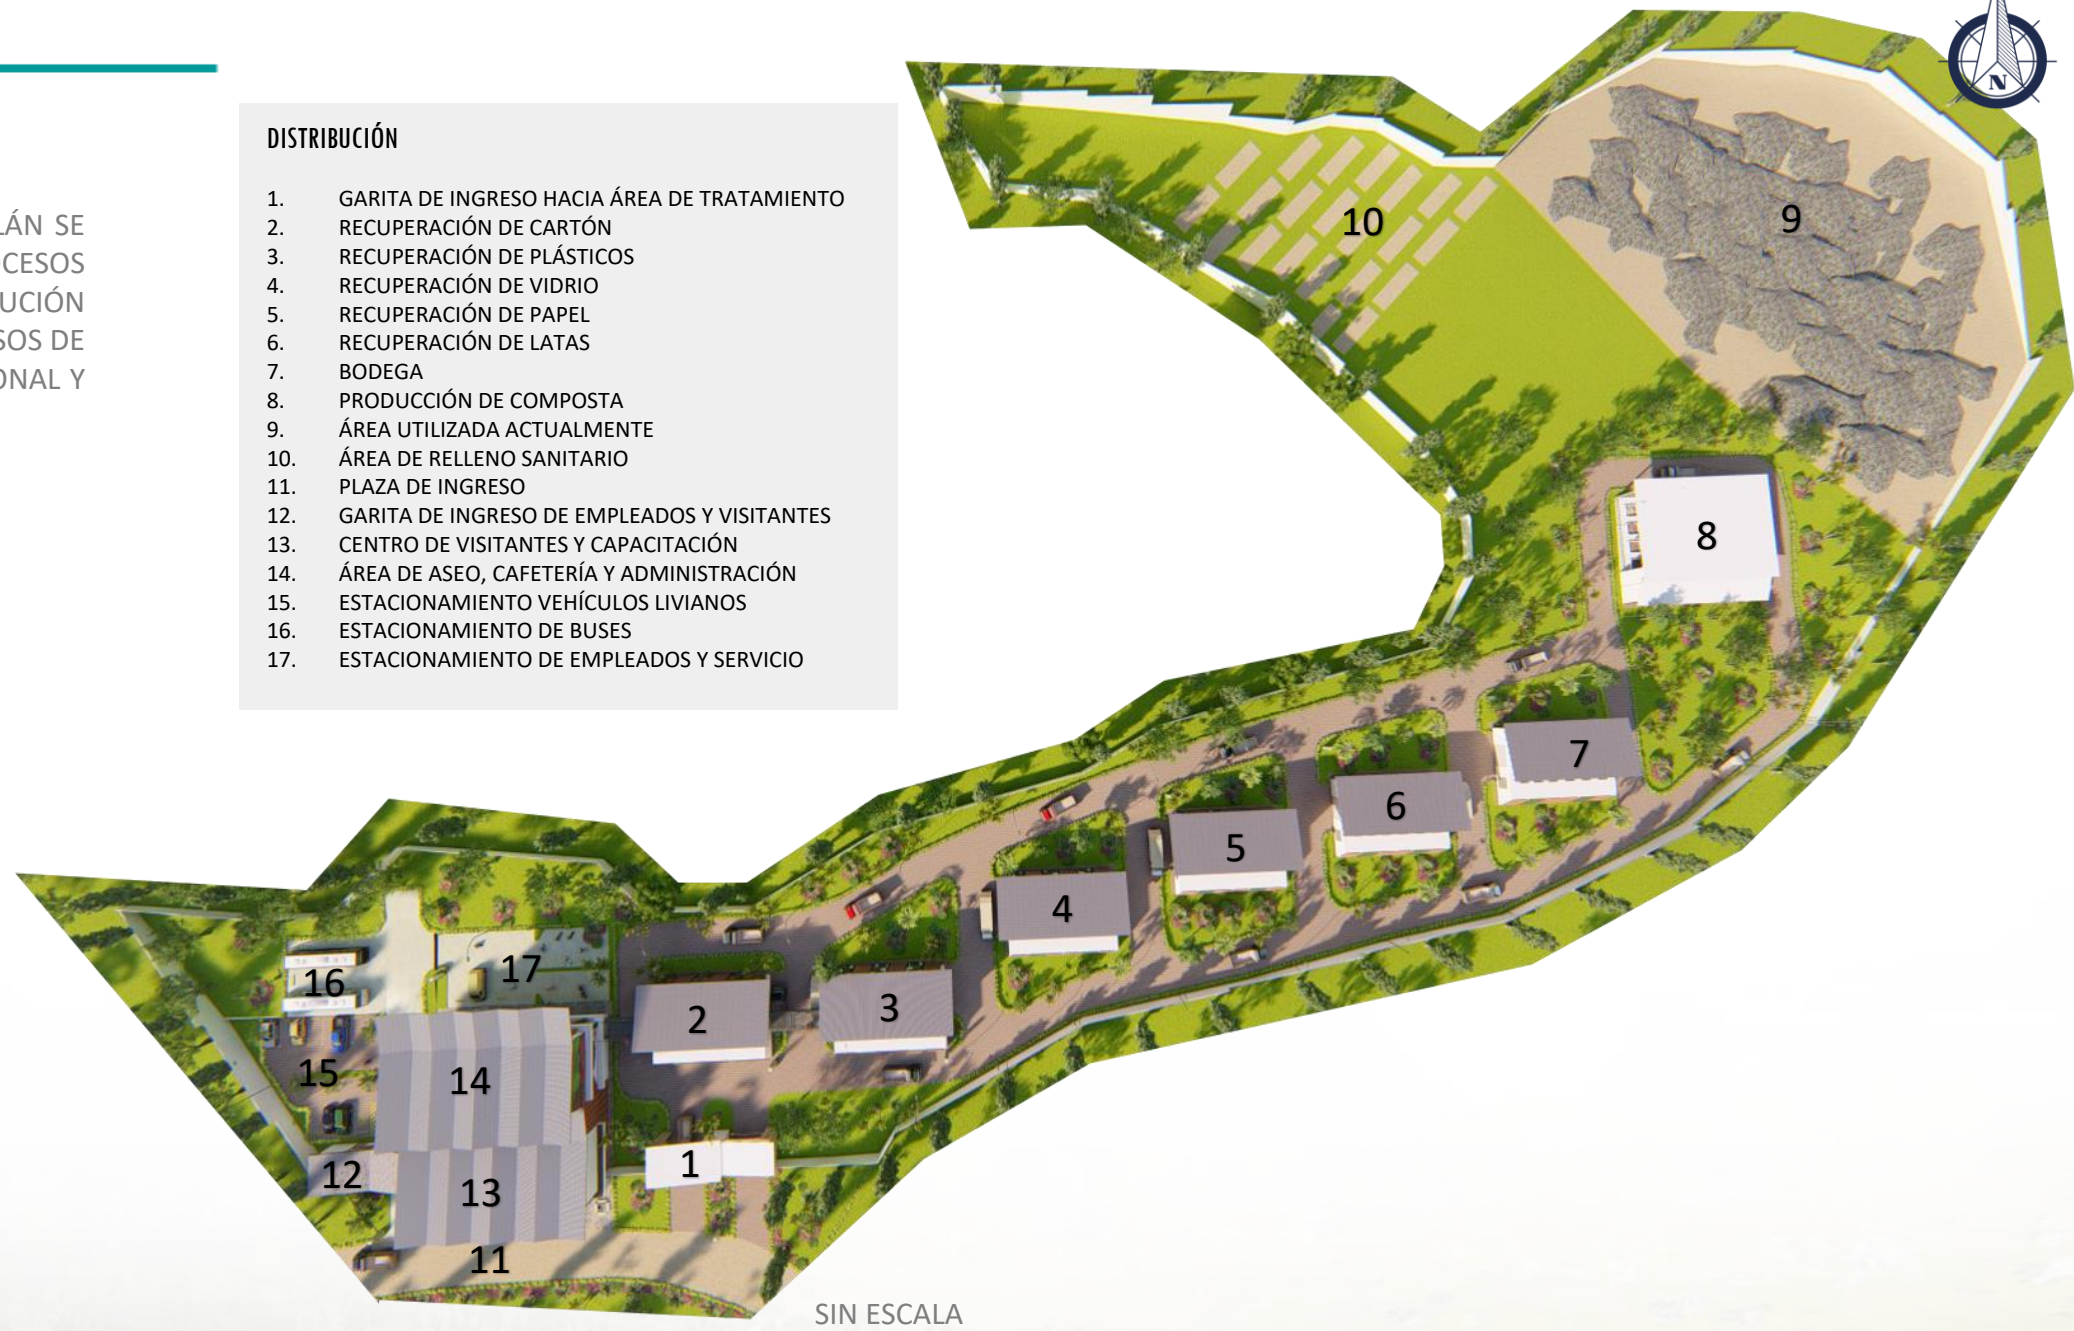 LÁN SE
SOS DE
ONAL Y
DISTRIBUCIÓN
1. GARITA DE INGRESO HACIA ÁREA DE TRATAMIENTO
2. RECUPERACIÓN DE CARTÓN
3. RECUPERACIÓN DE PLÁSTICOS
4. RECUPERACIÓN DE VIDRIO
5. RECUPERACIÓN DE PAPEL
6. RECUPERACIÓN DE LATAS
7. BODEGA
8. PRODUCCIÓN DE COMPOSTA
9. ÁREA UTILIZADA ACTUALMENTE
10. ÁREA DE RELLENO SANITARIO
11. PLAZA DE INGRESO
12. GARITA DE INGRESO DE EMPLEADOS Y VISITANTES
13. CENTRO DE VISITANTES Y CAPACITACIÓN
14. ÁREA DE ASEO, CAFETERÍA Y ADMINISTRACIÓN
15. ESTACIONAMIENTO VEHÍCULOS LIVIANOS
16. ESTACIONAMIENTO DE BUSES
17. ESTACIONAMIENTO DE EMPLEADOS Y SERVICIO
N
10
9
8
7
6
5
4
3
2
17
16
15
14
1
12
13
11
SIN ESCALA